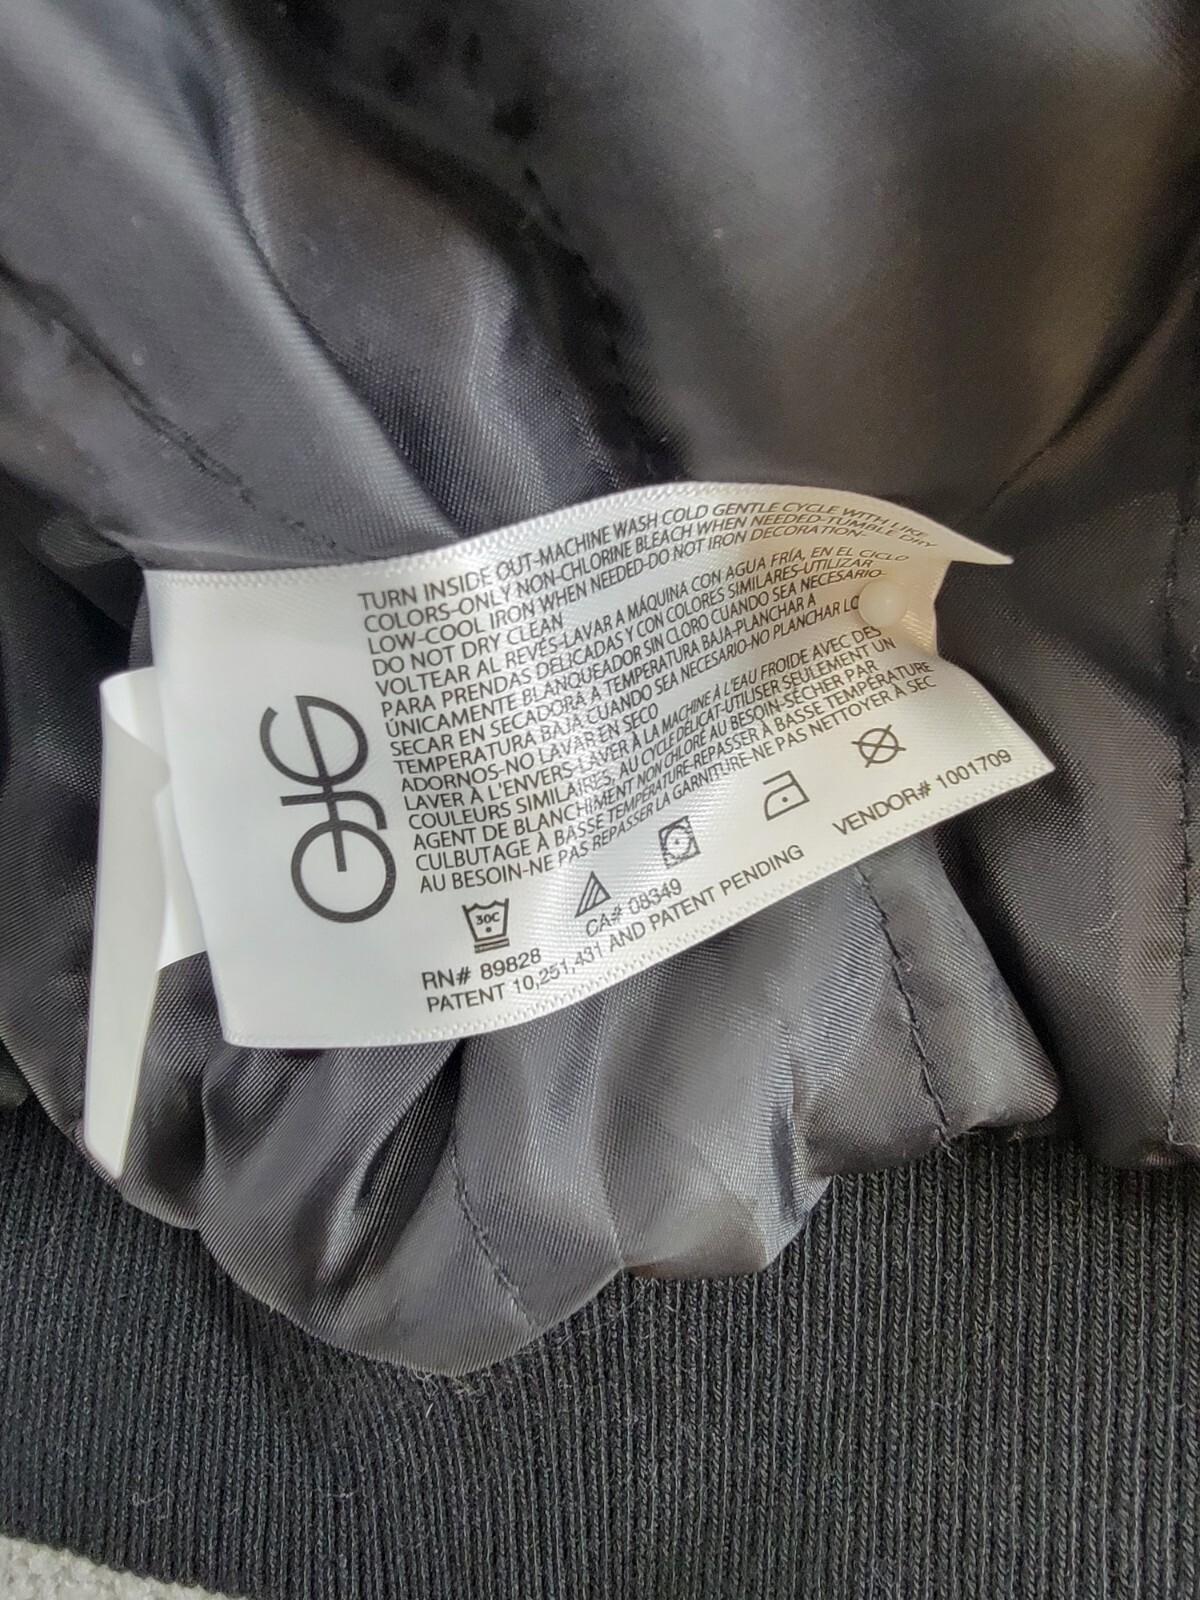 TURN INSIDE OUT-MACHINE WASH COLD GENTLE CYCLE WITH LIKE
COLORS-ONLY NON-CHLORINE BLEACH WHEN NEEDED-TUMBLE DRY
LOW-COOL IRON WHEN NEEDED-DO NOT IRON DECORATION-
DO NOT DRY CLEAN
VOLTEAR AL REVÉS-LAVAR A MÁQUINA CON AGUA FRÍA, EN EL CICLO
PARA PRENDAS DELICADAS Y CON COLORES SIMILARES-UTILIZAR
ÚNICAMENTE BLANQUEADOR SIN CLORO CUANDO SEA NECESARIO-
SECAR EN SECADORA A TEMPERATURA BAJA-PLANCHAR A
TEMPERATURA BAJA CUANDO SEA NECESARIO-NO PLANCHAR LO
ADORNOS-NO LAVAR EN SECO
LAVER À L'ENVERS-LAVER À LA MACHINE À L'EAU FROIDE AVEC DES
COULEURS SIMILAIRES, AU CYCLE DÉLICAT-UTILISER SEULEMENT UN
AGENT DE BLANCHIMENT NON CHLORÉ AU BESOIN-SÉCHER PAR
CULBUTAGE À BASSE TEMPÉRATURE-REPASSER À BASSE TEMPÉRATURE
AU BESOIN-NE PAS REPASSER LA GARNITURE-NE PAS NETTOYER À SEC
30C
RN# 89828 CA# 08349 VENDOR# 1001709
PATENT 10,251,431 AND PATENT PENDING